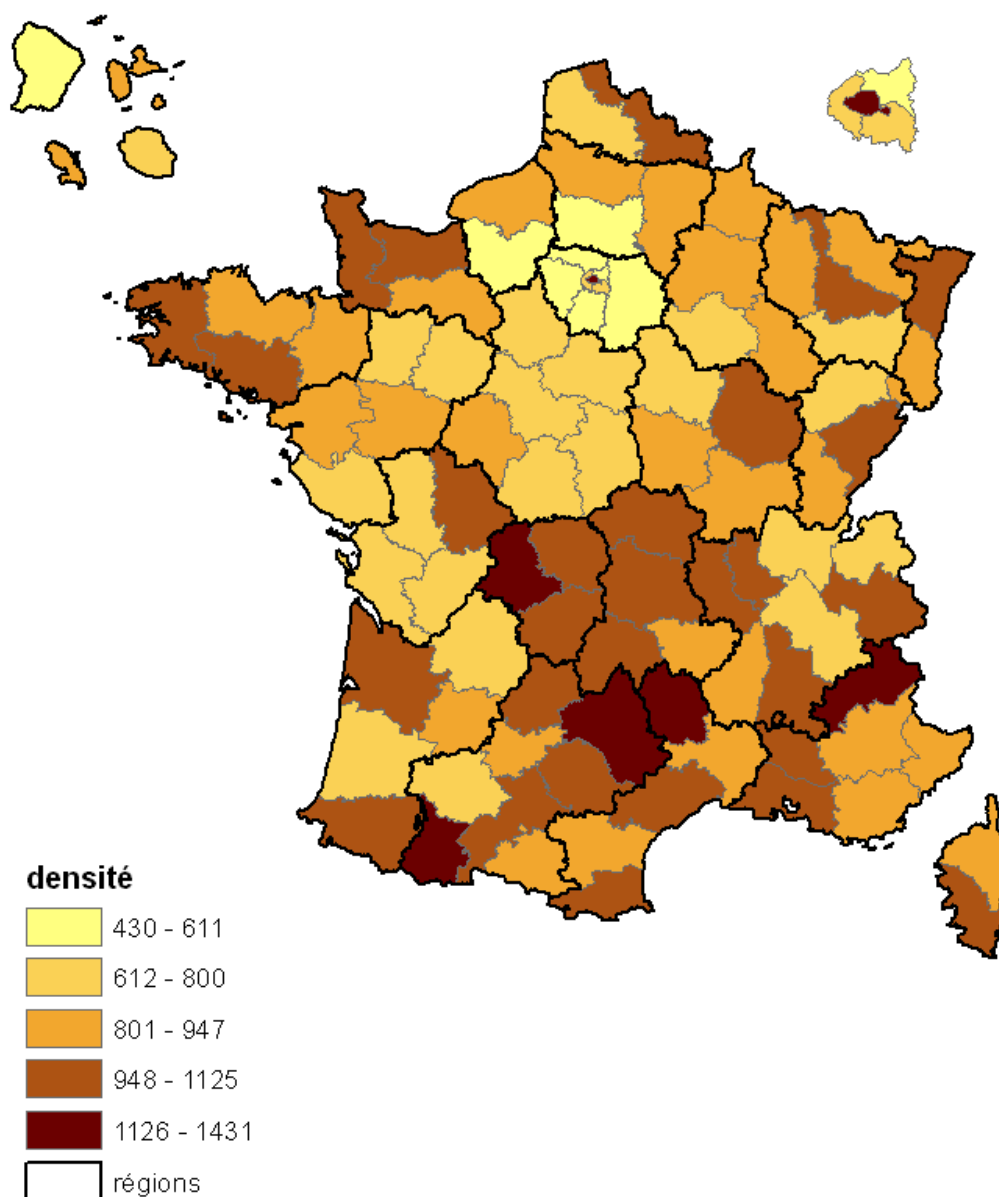 densité
430 - 611
612 - 800
801 - 947
948 - 1125
1126 - 1431
régions